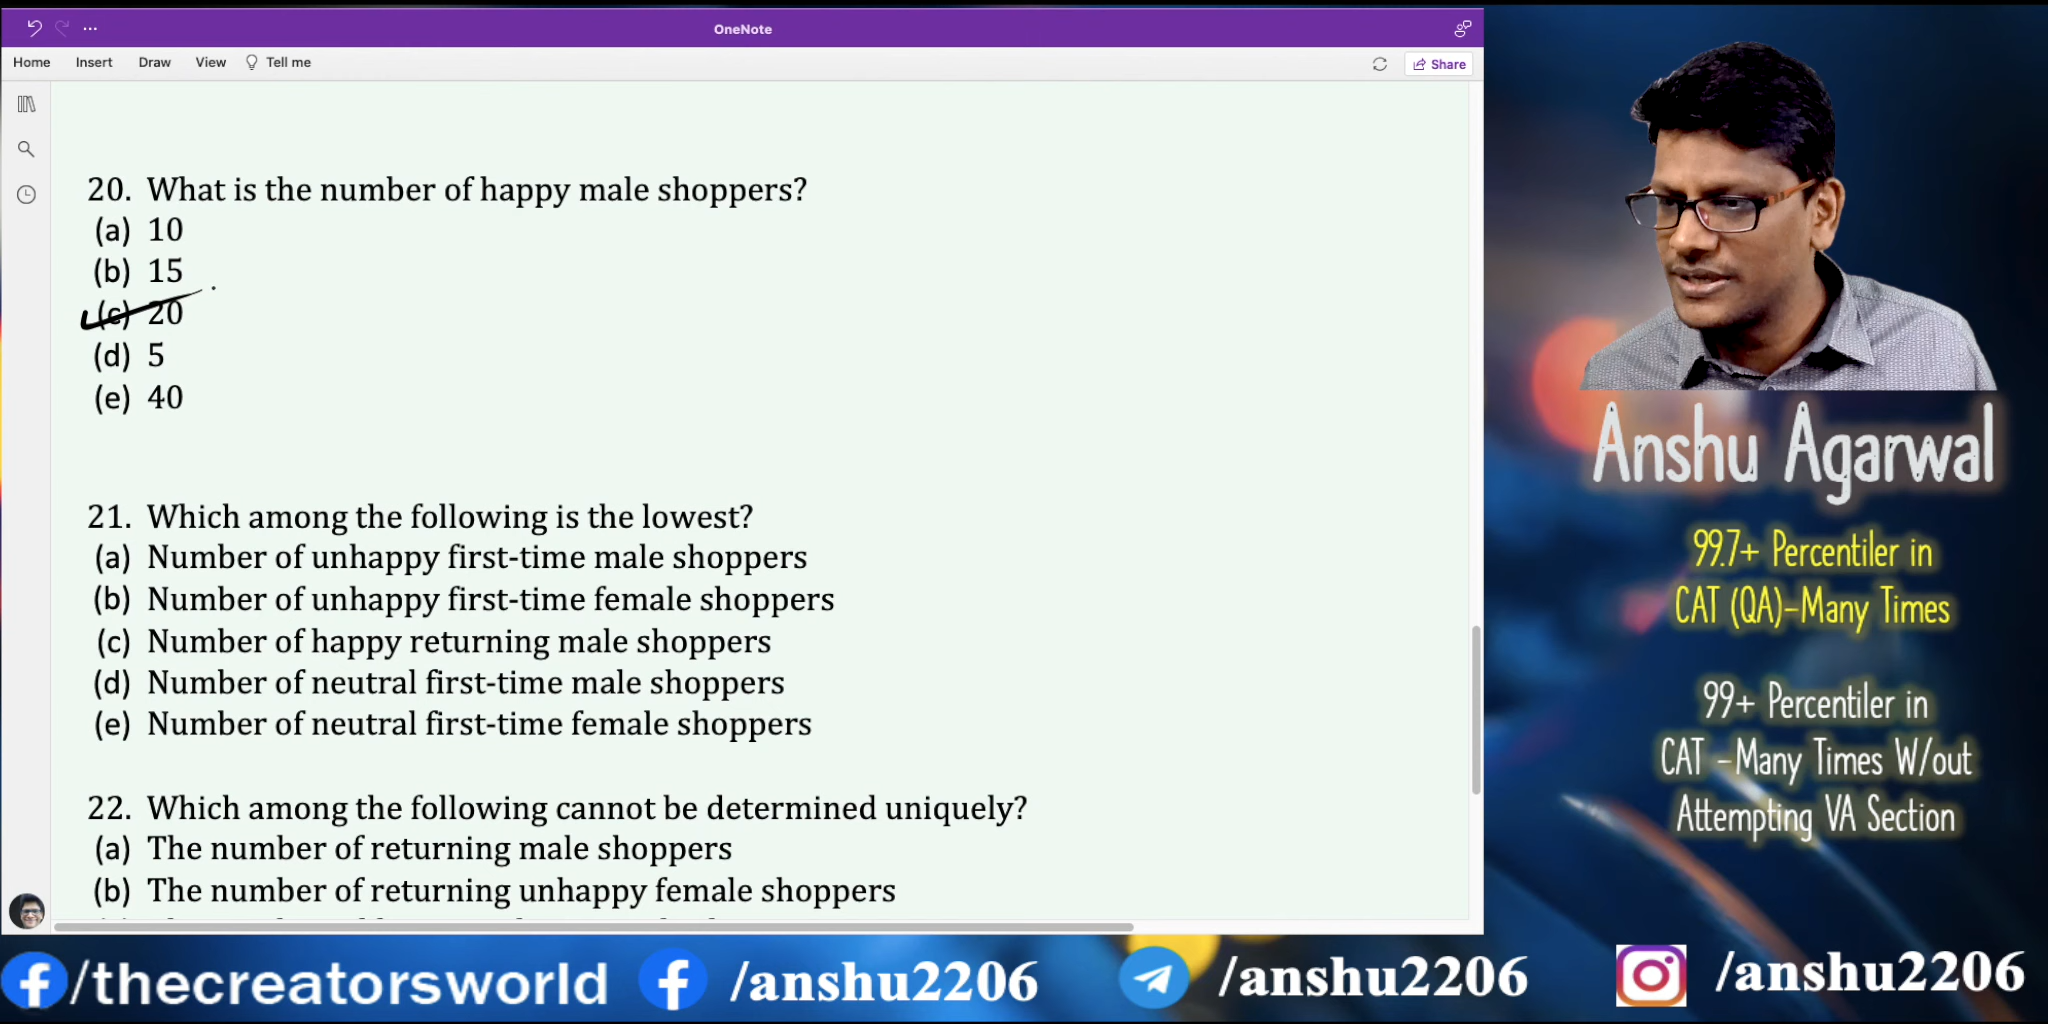 OneNote
Home Insert Draw View Tell me
Share
20. What is the number of happy male shoppers?
(a) 10
(b) 15
(c) 20
(d) 5
(e) 40
21. Which among the following is the lowest?
(a) Number of unhappy first-time male shoppers
(b) Number of unhappy first-time female shoppers
(c) Number of happy returning male shoppers
(d) Number of neutral first-time male shoppers
(e) Number of neutral first-time female shoppers
22. Which among the following cannot be determined uniquely?
(a) The number of returning male shoppers
(b) The number of returning unhappy female shoppers
Anshu Agarwal
99.7+ Percentiler in
CAT (QA)-Many Times
99+ Percentiler in
CAT -Many Times W/out
Attempting VA Section
/thecreatorsworld /anshu2206 /anshu2206 /anshu2206